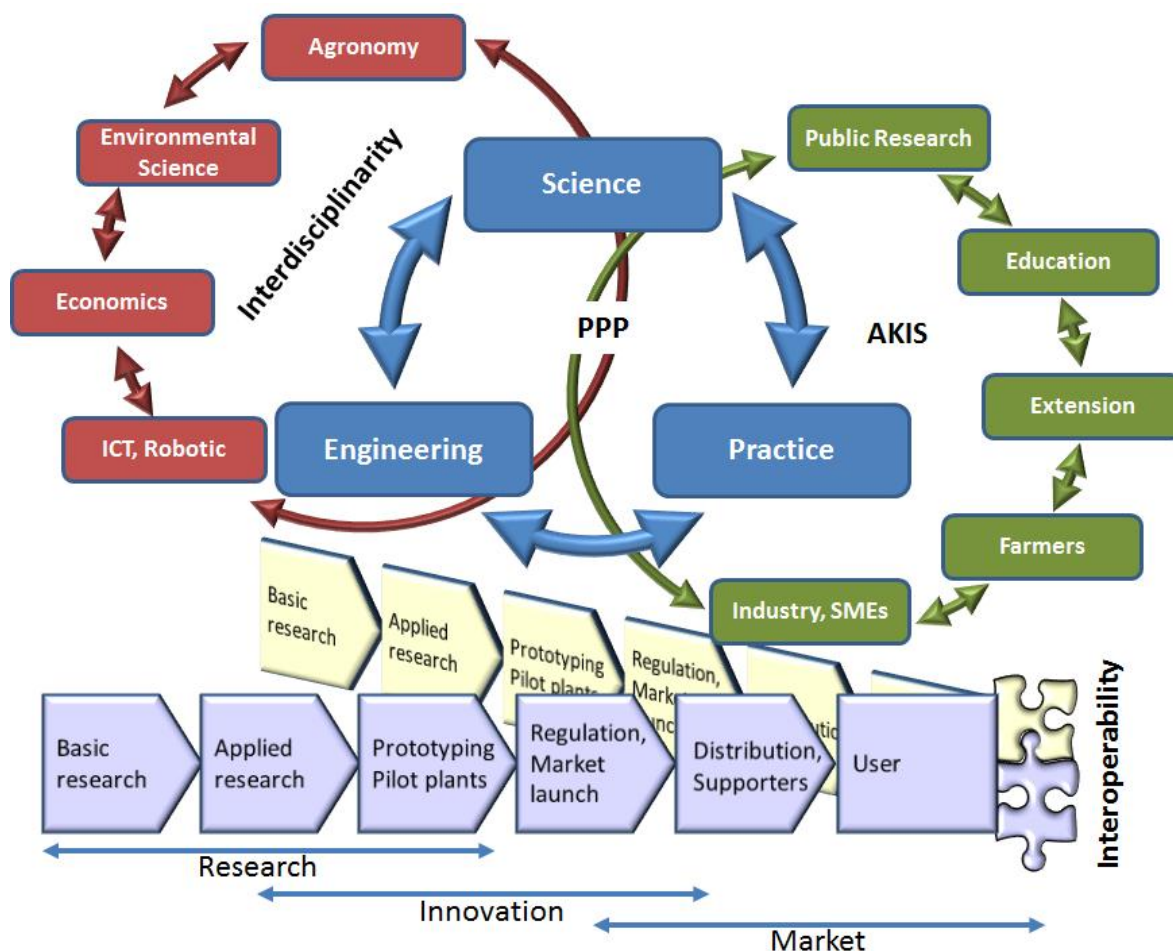 Agronomy
Environmental
Science
Economics
ICT, Robotic
Interdisciplinarity
Science
Engineering
Practice
PPP
AKIS
Public Research
Education
Extension
Farmers
Industry, SMEs
Basic
research
Applied
research
Prototyping
Pilot plants
Regulation,
Basic
research
Applied
research
Prototyping
Pilot plants
Regulation,
Market
launch
Distribution,
Supporters
User
Interoperability
Research
Innovation
Market